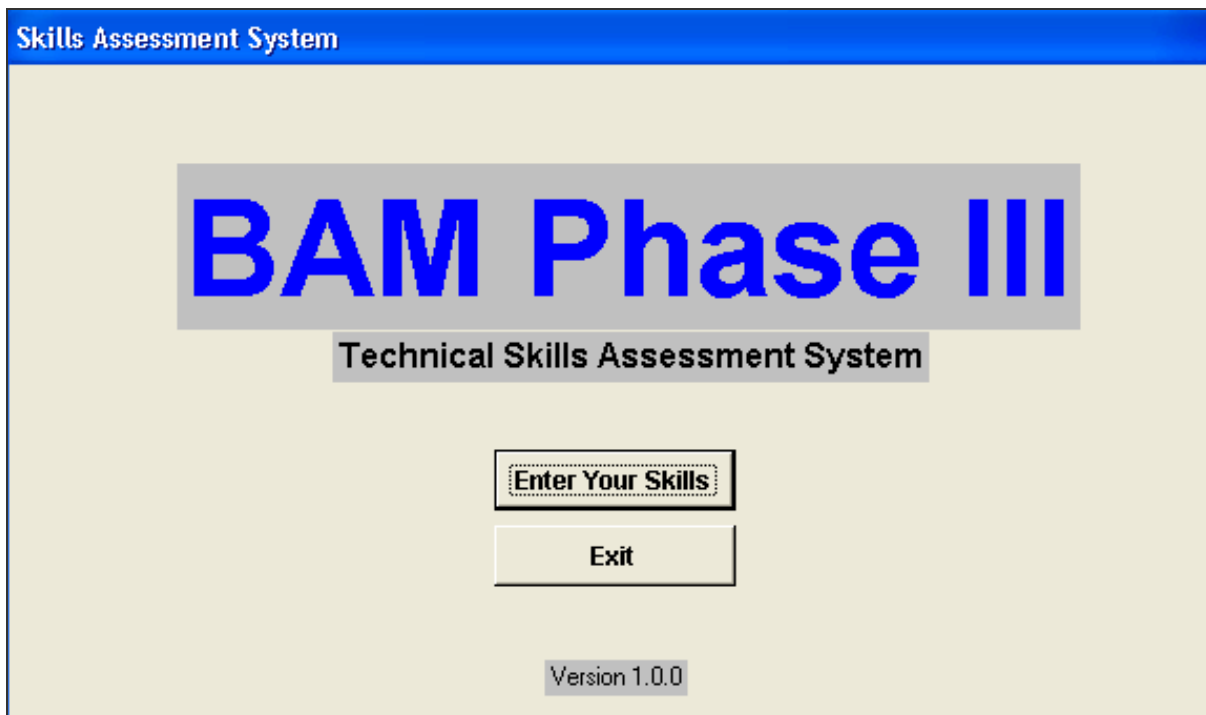 Skills Assessment System
BAM Phase III
Technical Skills Assessment System
Enter Your Skills
Exit
Version 1.0.0